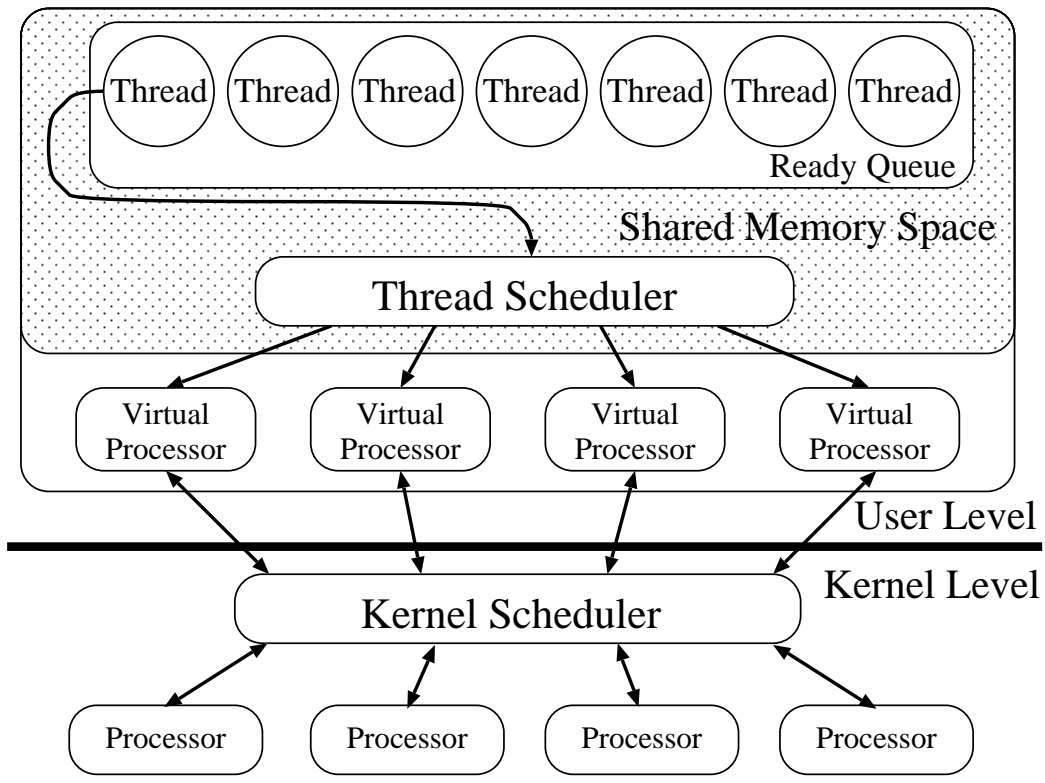 Thread Thread Thread Thread Thread Thread Thread
Ready Queue
Shared Memory Space
Thread Scheduler
Virtual
Processor
Virtual
Processor
Virtual
Processor
Virtual
Processor
User Level
Kernel Level
Kernel Scheduler
Processor
Processor
Processor
Processor